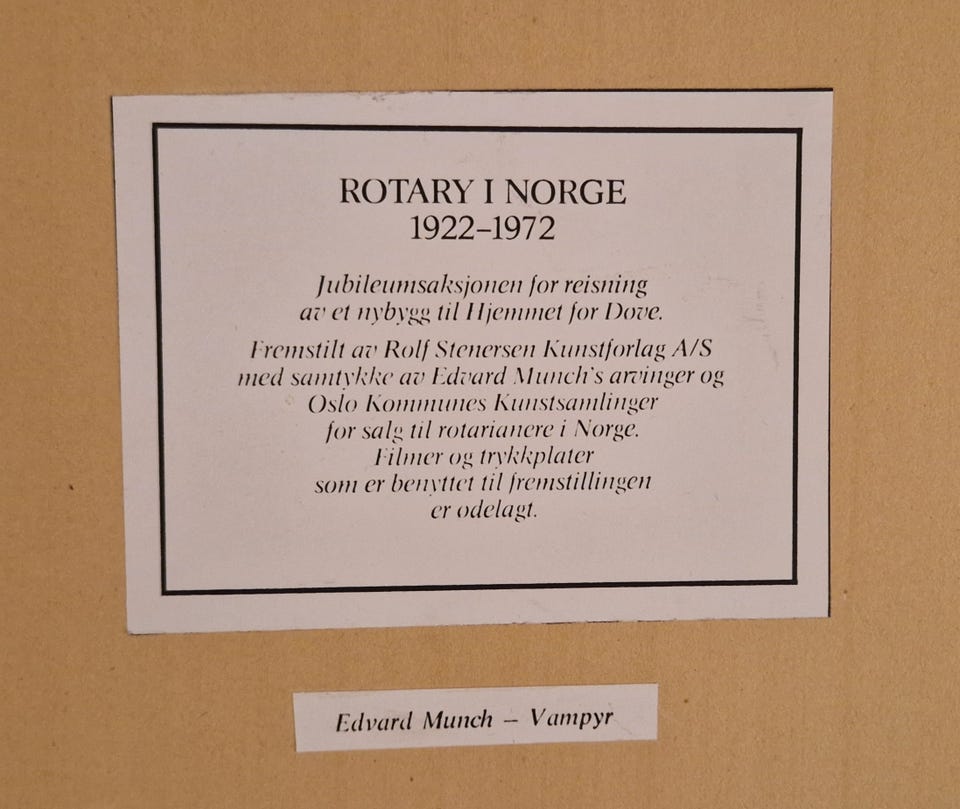 ROTARY I NORGE
1922–1972
Jubileumsaksjonen for reisning
av et nybygg til Hjemmet for Døve.
Fremstilt av Rolf Stenersen Kunstforlag A/S
med samtykke av Edvard Munch's arvinger og
Oslo Kommunes Kunstsamlinger
for salg til rotarianere i Norge.
Filmer og trykkplater
som er benyttet til fremstillingen
er ødelagt.
Edvard Munch – Vampyr